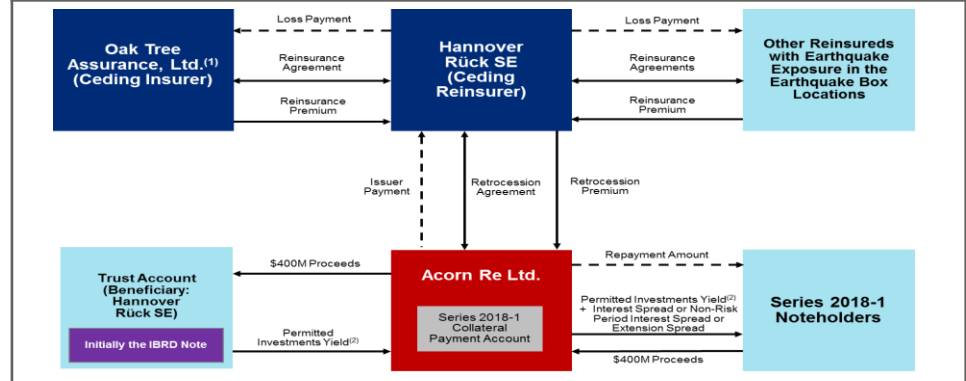 Oak Tree
Assurance, Ltd.(1)
(Ceding Insurer)
Loss Payment
Reinsurance
Agreement
Reinsurance
Premium
Hannover
Rück SE
(Ceding
Reinsurer)
Loss Payment
Reinsurance
Agreements
Reinsurance
Premium
Other Reinsureds
with Earthquake
Exposure in the
Earthquake Box
Locations
Issuer
Payment
Retrocession
Agreement
Retrocession
Premium
Trust Account
(Beneficiary:
Hannover
Rück SE)
Initially the IBRD Note
$400M Proceeds
Permitted
Investments Yield(2)
Acorn Re Ltd.
Series 2018-1
Collateral
Payment Account
Repayment Amount
Permitted Investments Yield(2)
+ Interest Spread or Non-Risk
Period Interest Spread or
Extension Spread
$400M Proceeds
Series 2018-1
Noteholders